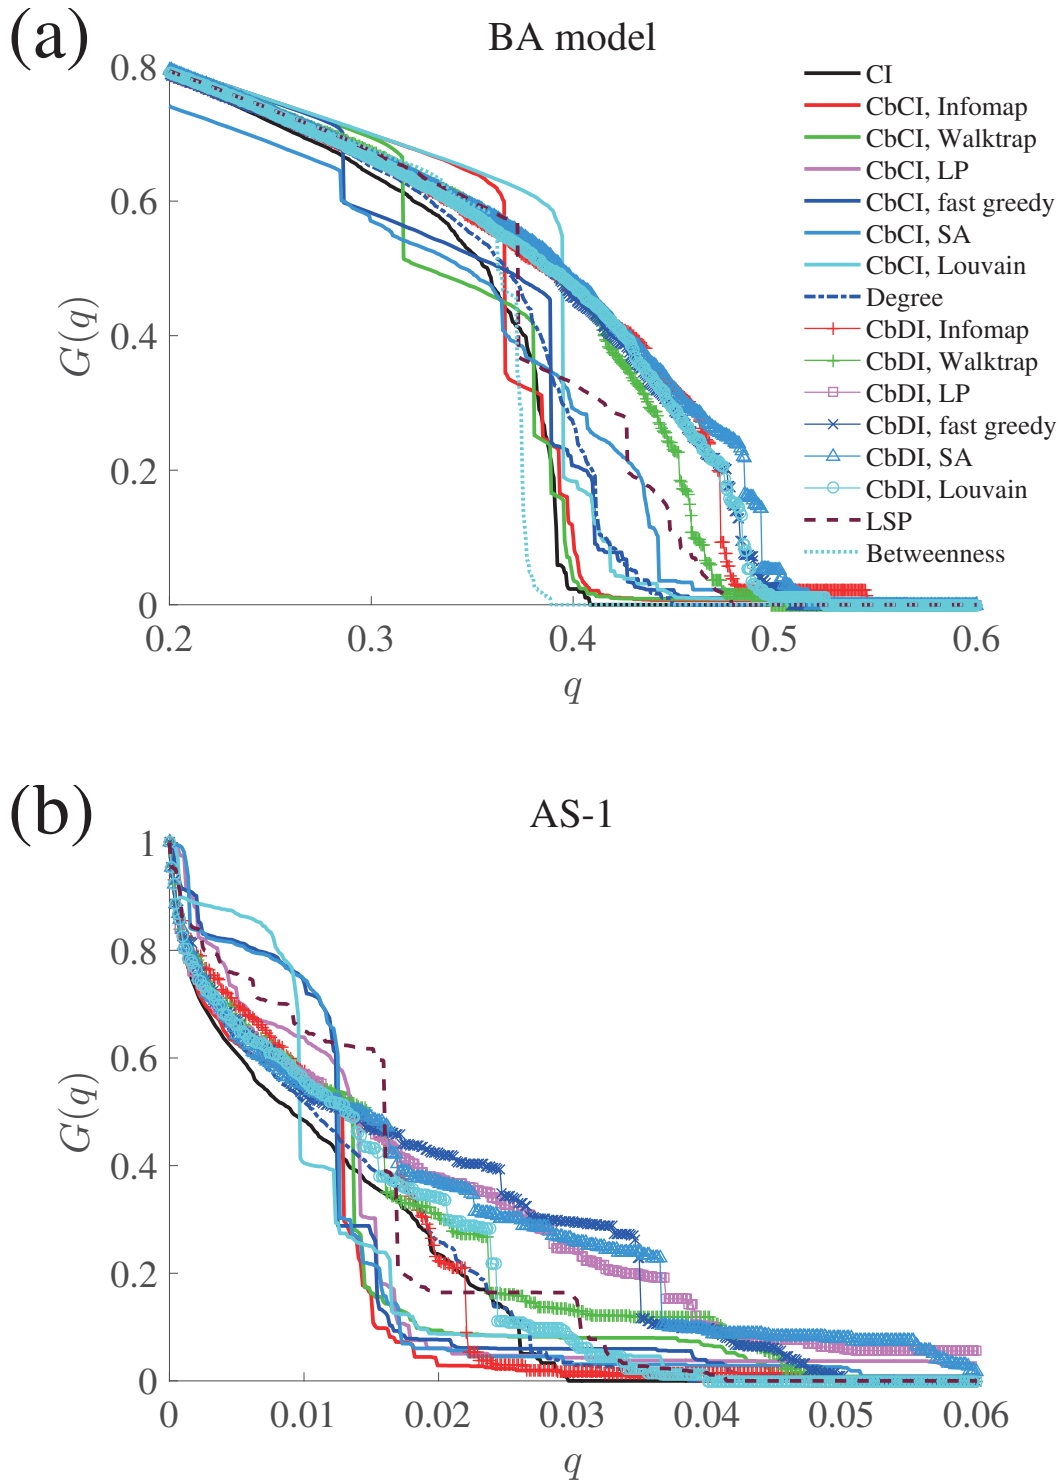 (a)
BA model
0.8
0.6
0.4
0.2
0
G(q)
0.2
0.3
0.4
0.5
0.6
q
CI
CbCI, Infomap
CbCI, Walktrap
CbCI, LP
CbCI, fast greedy
CbCI, SA
CbCI, Louvain
Degree
CbDI, Infomap
CbDI, Walktrap
CbDI, LP
CbDI, fast greedy
CbDI, SA
CbDI, Louvain
LSP
Betweenness
(b)
AS-1
1
0.8
0.6
0.4
0.2
0
G(q)
0
0.01
0.02
0.03
0.04
0.05
0.06
q